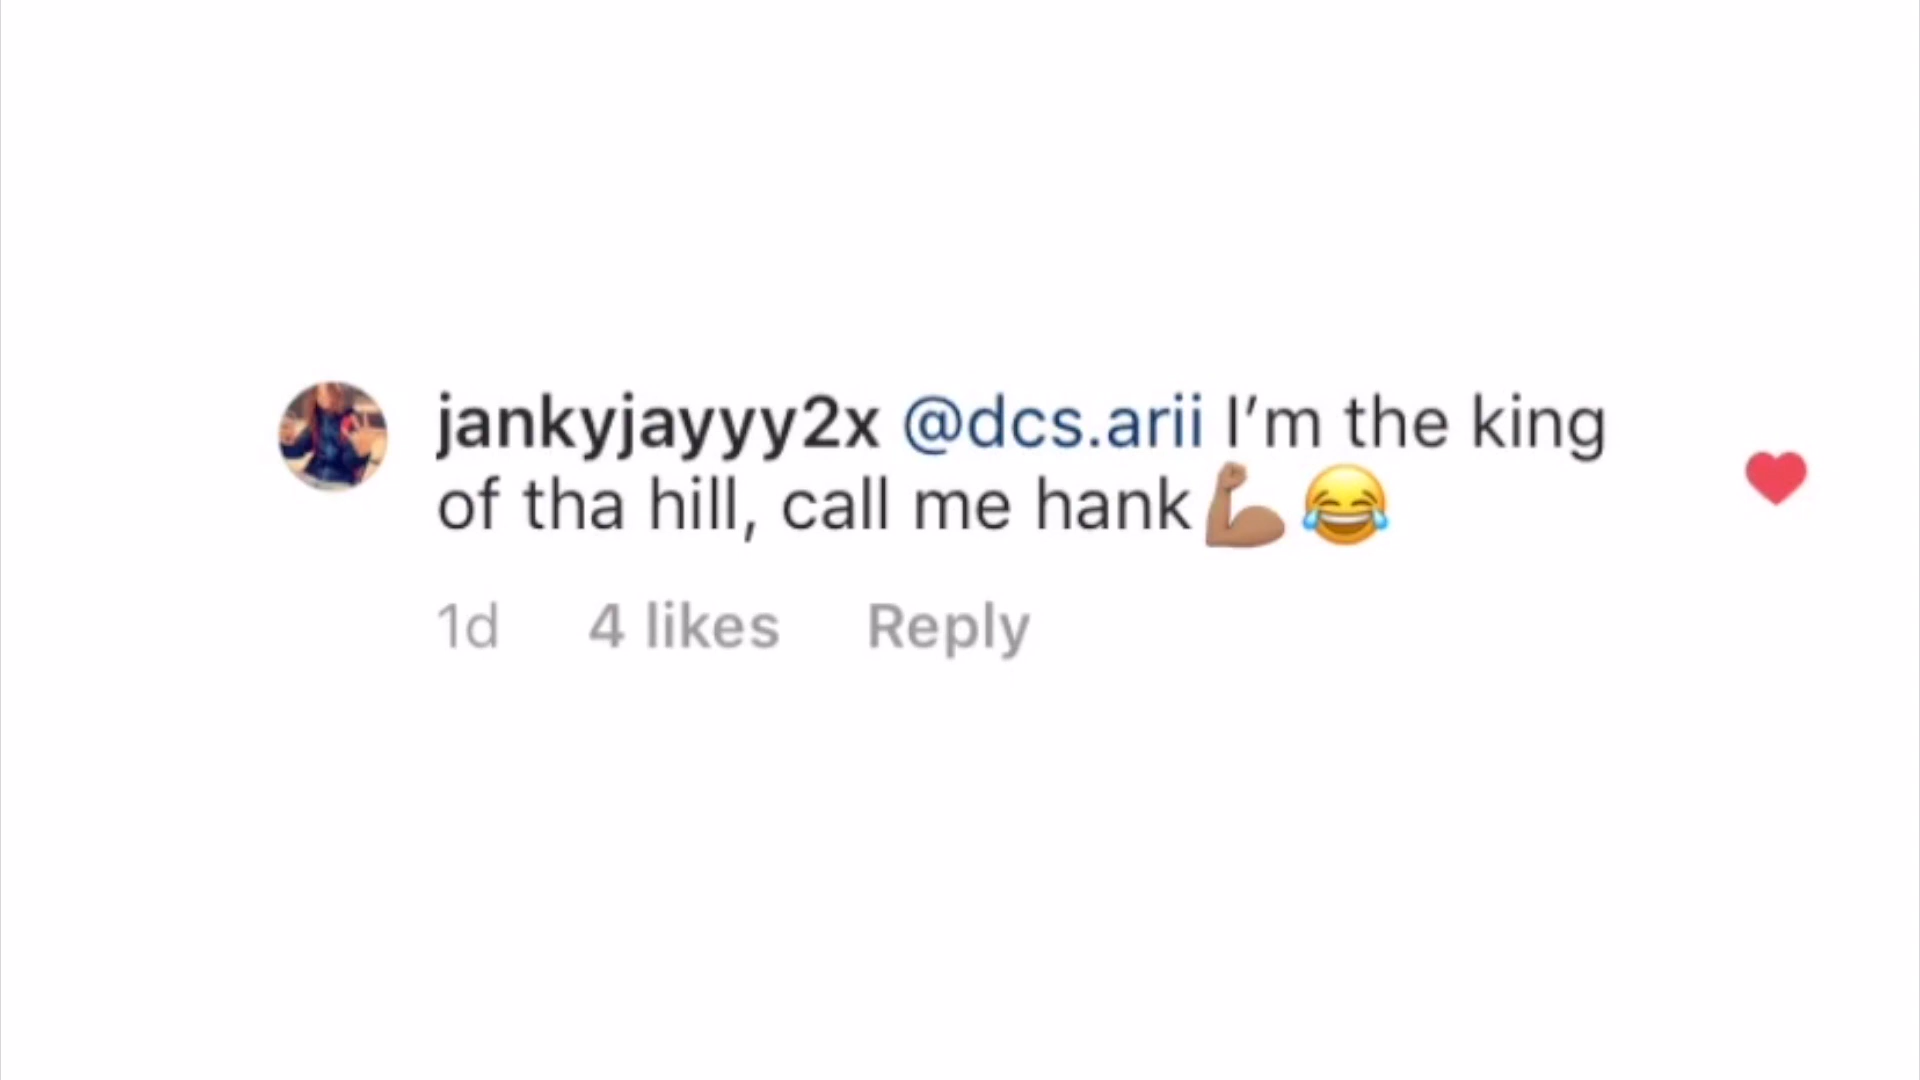 jankyjayyy2x @dcs.arii I’m the king
of tha hill, call me hank💪🏽😂
1d 4 likes Reply